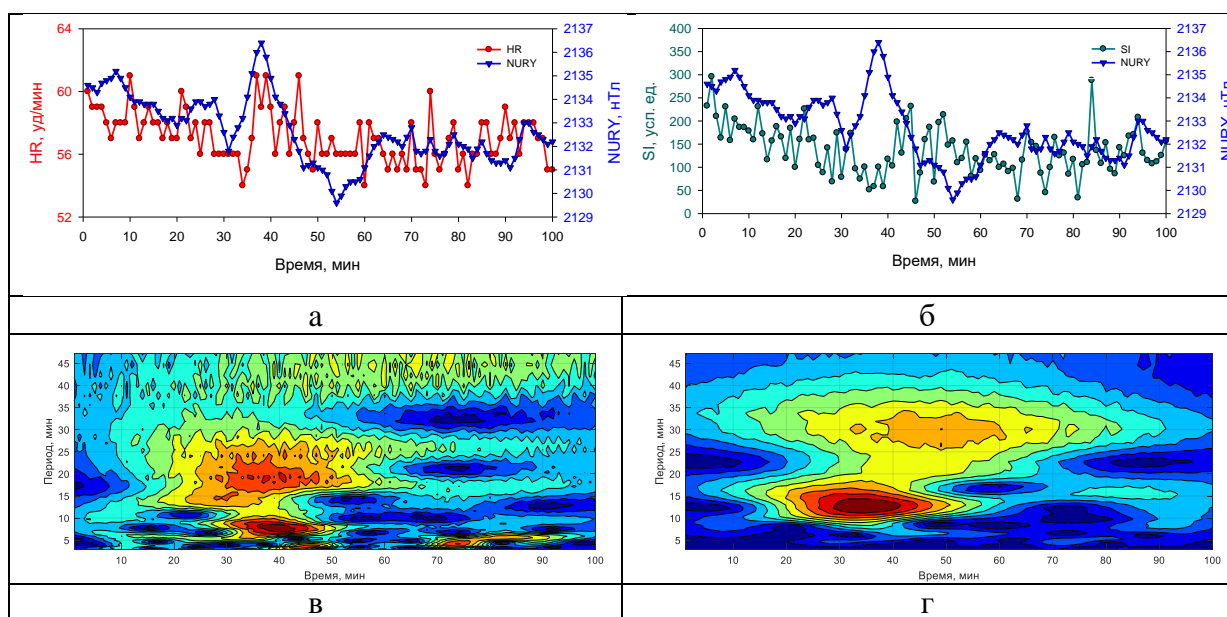 HR, уд/мин
64
60
56
52
HR
NURY
2137
2136
2135
2134
2133
2132
2131
2130
2129
NURY, нТл
0 10 20 30 40 50 60 70 80 90 100
Время, мин
SI, усл. ед.
400
350
300
250
200
150
100
50
0
SI
NURY
2137
2136
2135
2134
2133
2132
2131
2130
2129
NURY, нТл
0 10 20 30 40 50 60 70 80 90 100
Время, мин
а
б
Период, мин
45
40
35
30
25
20
15
10
5
10 20 30 40 50 60 70 80 90 100
Время, мин
Период, мин
45
40
35
30
25
20
15
10
5
10 20 30 40 50 60 70 80 90 100
Время, мин
в
г